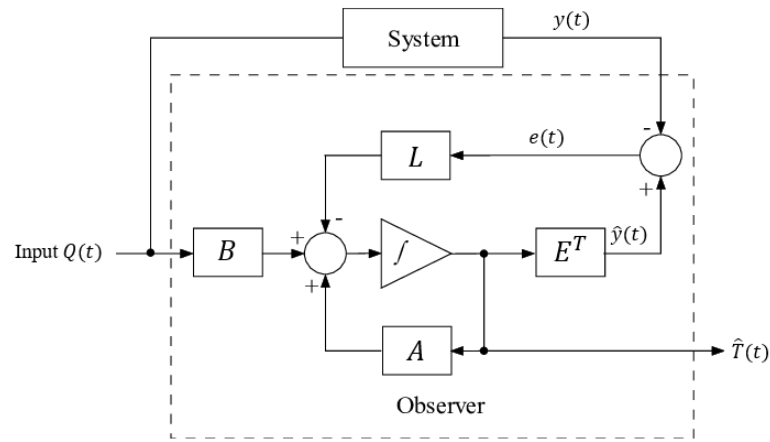 System
y(t)
-
e(t)
L
+
-
Input Q(t)
B
+
∫
E^T
ŷ(t)
+
A
T̂(t)
Observer